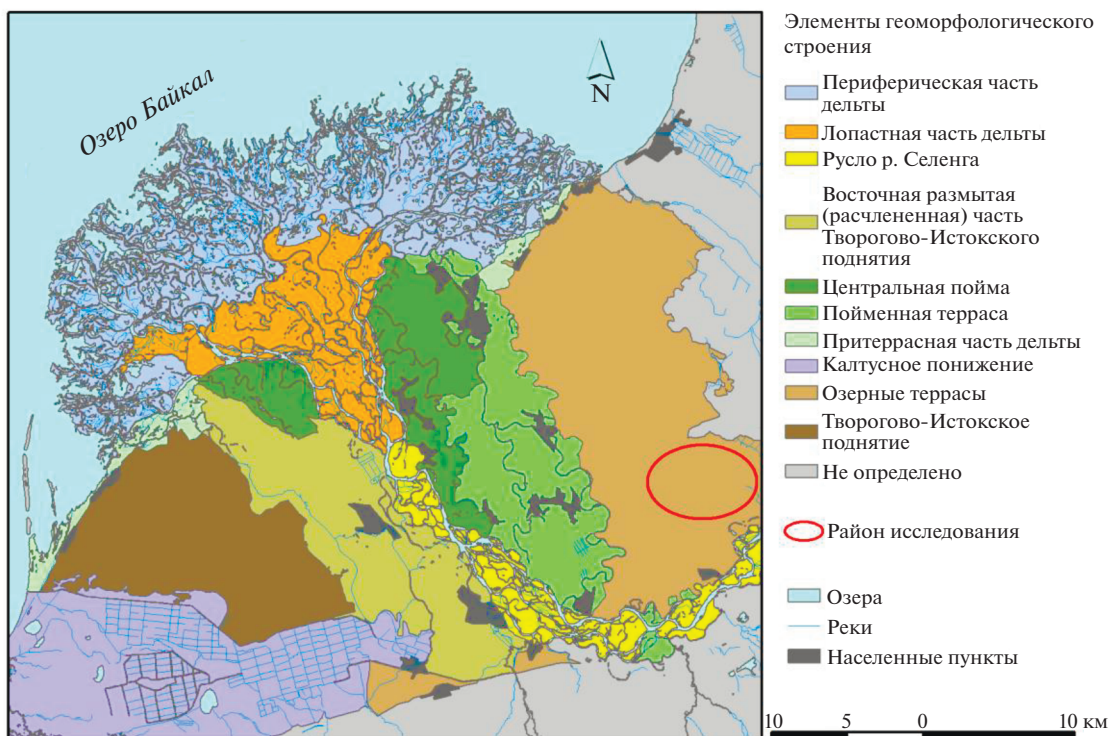 Озеро Байкал
N
Элементы геоморфологического
строения
Периферическая часть
дельты
Лопастная часть дельты
Русло р. Селенга
Восточная размытая
(расчлененная) часть
Творогово-Истокского
поднятия
Центральная пойма
Пойменная терраса
Притеррасная часть дельты
Калтусное понижение
Озерные террасы
Творогово-Истокское
поднятие
Не определено
Район исследования
Озера
Реки
Населенные пункты
10 5 0 10 км